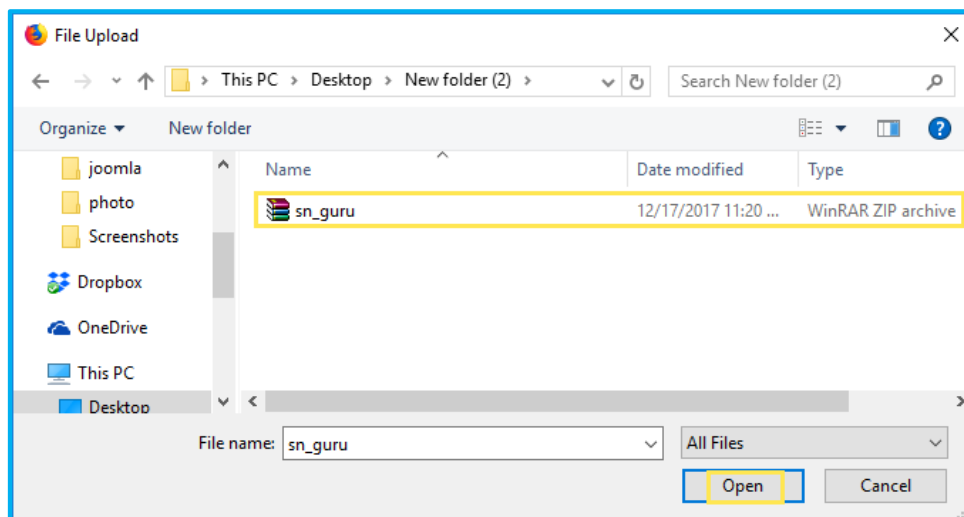 File Upload
This PC > Desktop > New folder (2) >
Search New folder (2)
Organize
New folder
Name
Date modified
Type
joomla
photo
Screenshots
Dropbox
OneDrive
This PC
Desktop
sn_guru
12/17/2017 11:20 ...
WinRAR ZIP archive
File name:
sn_guru
All Files
Open
Cancel